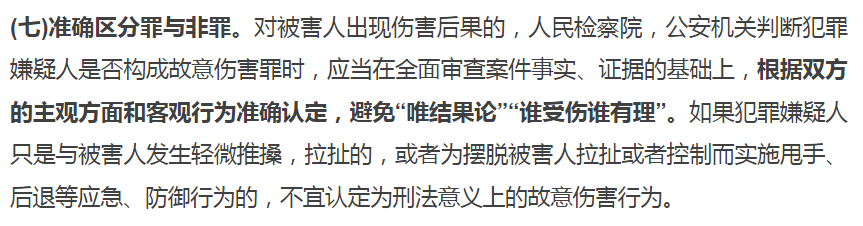 (七)准确区分罪与非罪。对被害人出现伤害后果的，人民检察院，公安机关判断犯罪
嫌疑人是否构成故意伤害罪时，应当在全面审查案件事实、证据的基础上，根据双方
的主观方面和客观行为准确认定，避免“唯结果论”“谁受伤谁有理”。如果犯罪嫌疑人
只是与被害人发生轻微推搡，拉扯的，或者为摆脱被害人拉扯或者控制而实施甩手、
后退等应急、防御行为的，不宜认定为刑法意义上的故意伤害行为。